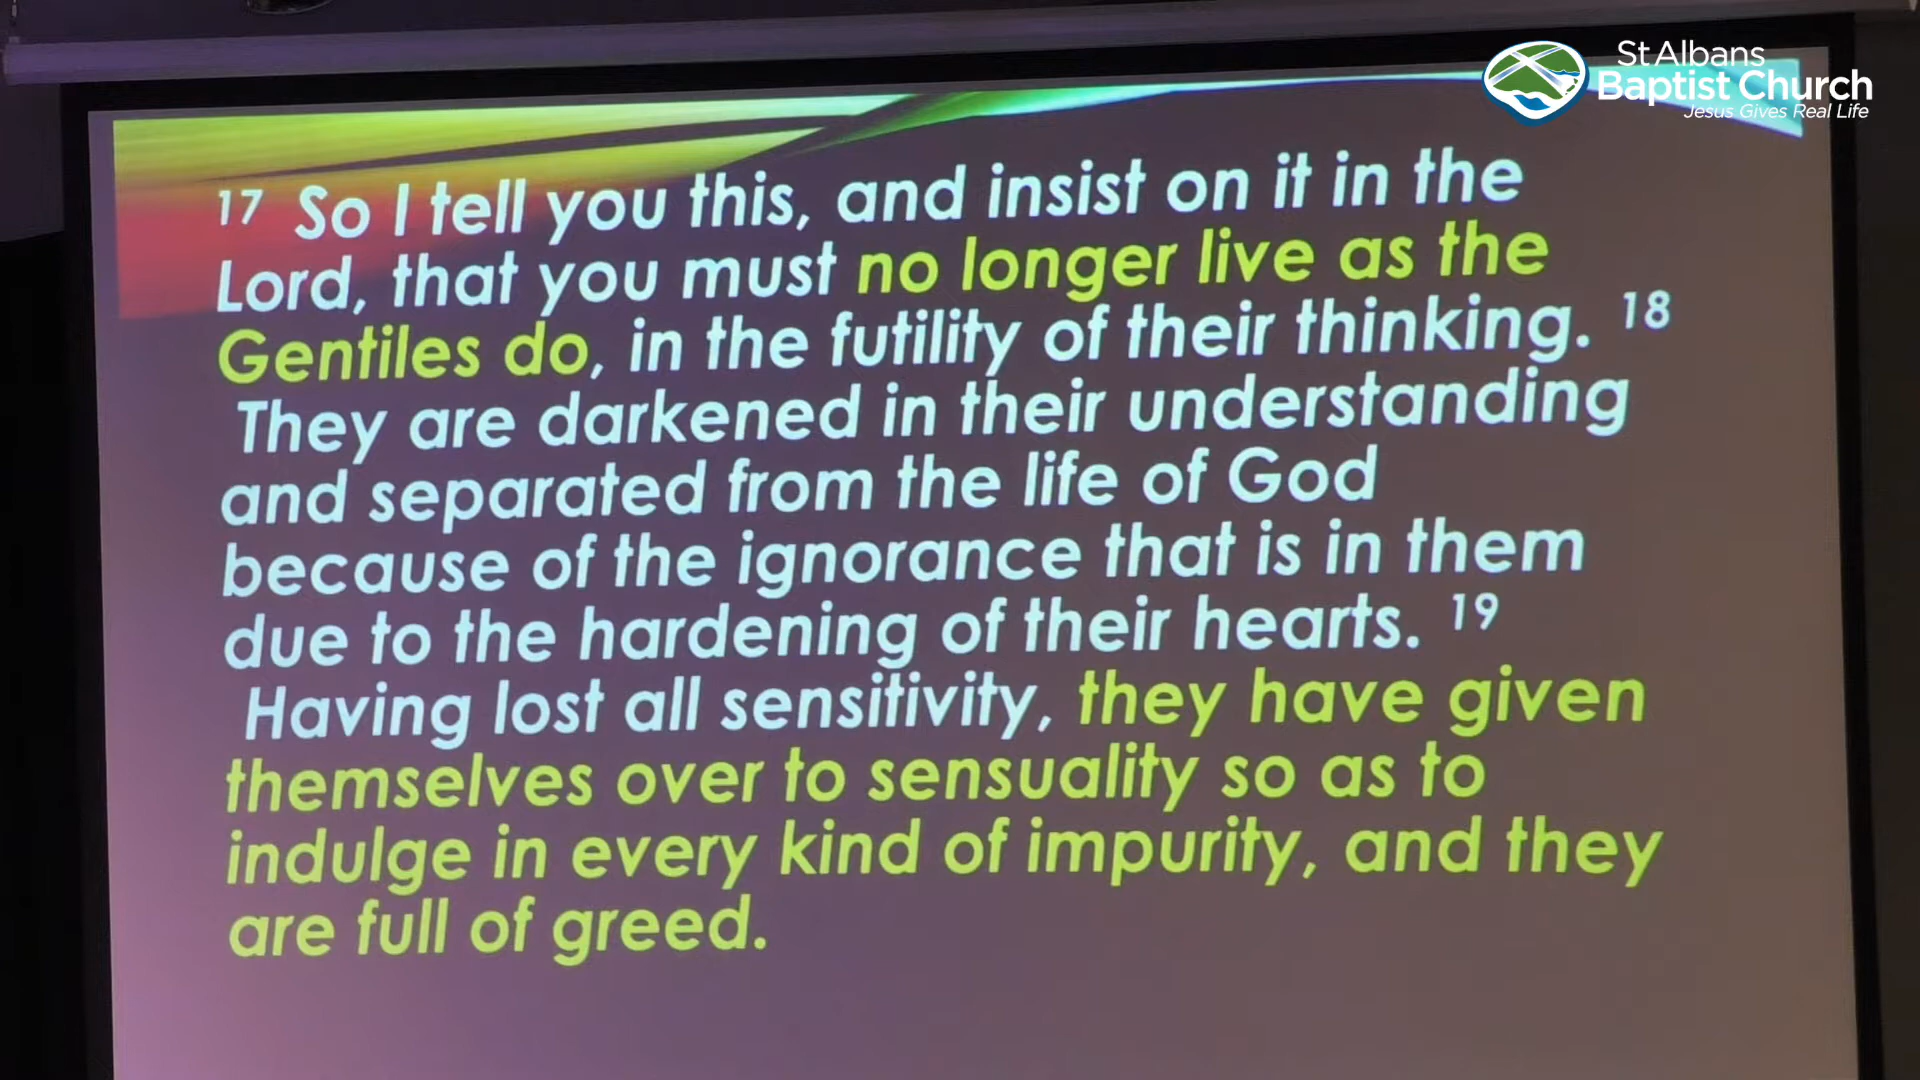 St Albans
Baptist Church
Jesus Gives Real Life
17 So I tell you this, and insist on it in the
Lord, that you must no longer live as the
Gentiles do, in the futility of their thinking. 18
They are darkened in their understanding
and separated from the life of God
because of the ignorance that is in them
due to the hardening of their hearts. 19
Having lost all sensitivity, they have given
themselves over to sensuality so as to
indulge in every kind of impurity, and they
are full of greed.